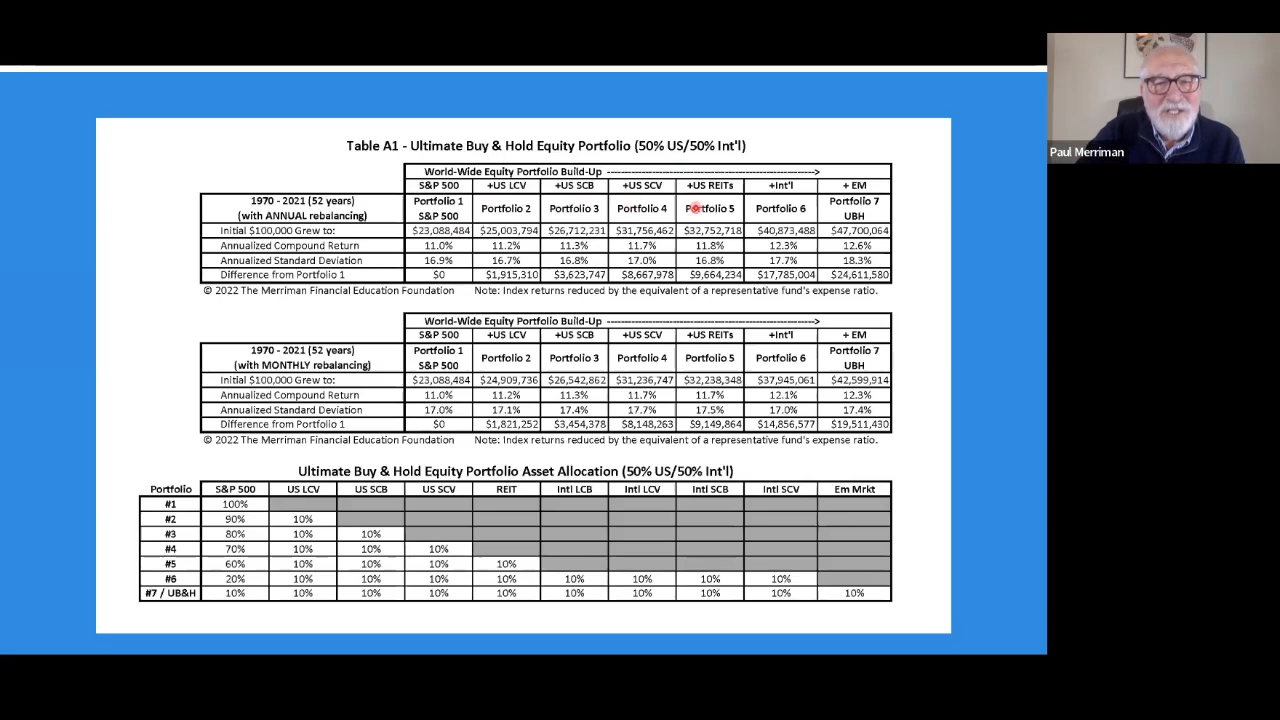 Table A1 - Ultimate Buy & Hold Equity Portfolio (50% US/50% Int'l)
World-Wide Equity Portfolio Build-Up ---------------------------------------------------------->
S&P 500 +US LCV +US SCB +US SCV +US REITs +Int'l + EM
1970 - 2021 (52 years) Portfolio 1 Portfolio 2 Portfolio 3 Portfolio 4 Portfolio 5 Portfolio 6 Portfolio 7
(with ANNUAL rebalancing) S&P 500 UBH
Initial $100,000 Grew to: $23,088,484 $25,003,794 $26,712,231 $31,756,462 $32,752,718 $40,873,488 $47,700,064
Annualized Compound Return 11.0% 11.2% 11.3% 11.7% 11.8% 12.3% 12.6%
Annualized Standard Deviation 16.9% 16.7% 16.8% 17.0% 16.8% 17.7% 18.3%
Difference from Portfolio 1 $0 $1,915,310 $3,623,747 $8,667,978 $9,664,234 $17,785,004 $24,611,580
© 2022 The Merriman Financial Education Foundation Note: Index returns reduced by the equivalent of a representative fund's expense ratio.
World-Wide Equity Portfolio Build-Up ---------------------------------------------------------->
S&P 500 +US LCV +US SCB +US SCV +US REITs +Int'l + EM
1970 - 2021 (52 years) Portfolio 1 Portfolio 2 Portfolio 3 Portfolio 4 Portfolio 5 Portfolio 6 Portfolio 7
(with MONTHLY rebalancing) S&P 500 UBH
Initial $100,000 Grew to: $23,088,484 $24,909,736 $26,542,862 $31,236,747 $32,238,348 $37,945,061 $42,599,914
Annualized Compound Return 11.0% 11.2% 11.3% 11.7% 11.7% 12.1% 12.3%
Annualized Standard Deviation 17.0% 17.1% 17.4% 17.7% 17.5% 17.0% 17.4%
Difference from Portfolio 1 $0 $1,821,252 $3,454,378 $8,148,263 $9,149,864 $14,856,577 $19,511,430
© 2022 The Merriman Financial Education Foundation Note: Index returns reduced by the equivalent of a representative fund's expense ratio.
Ultimate Buy & Hold Equity Portfolio Asset Allocation (50% US/50% Int'l)
Portfolio S&P 500 US LCV US SCB US SCV REIT Intl LCB Intl LCV Intl SCB Intl SCV Em Mrkt
#1 100%
#2 90% 10%
#3 80% 10% 10%
#4 70% 10% 10% 10%
#5 60% 10% 10% 10% 10%
#6 20% 10% 10% 10% 10% 10% 10% 10% 10%
#7 / UB&H 10% 10% 10% 10% 10% 10% 10% 10% 10% 10%
Paul Merriman